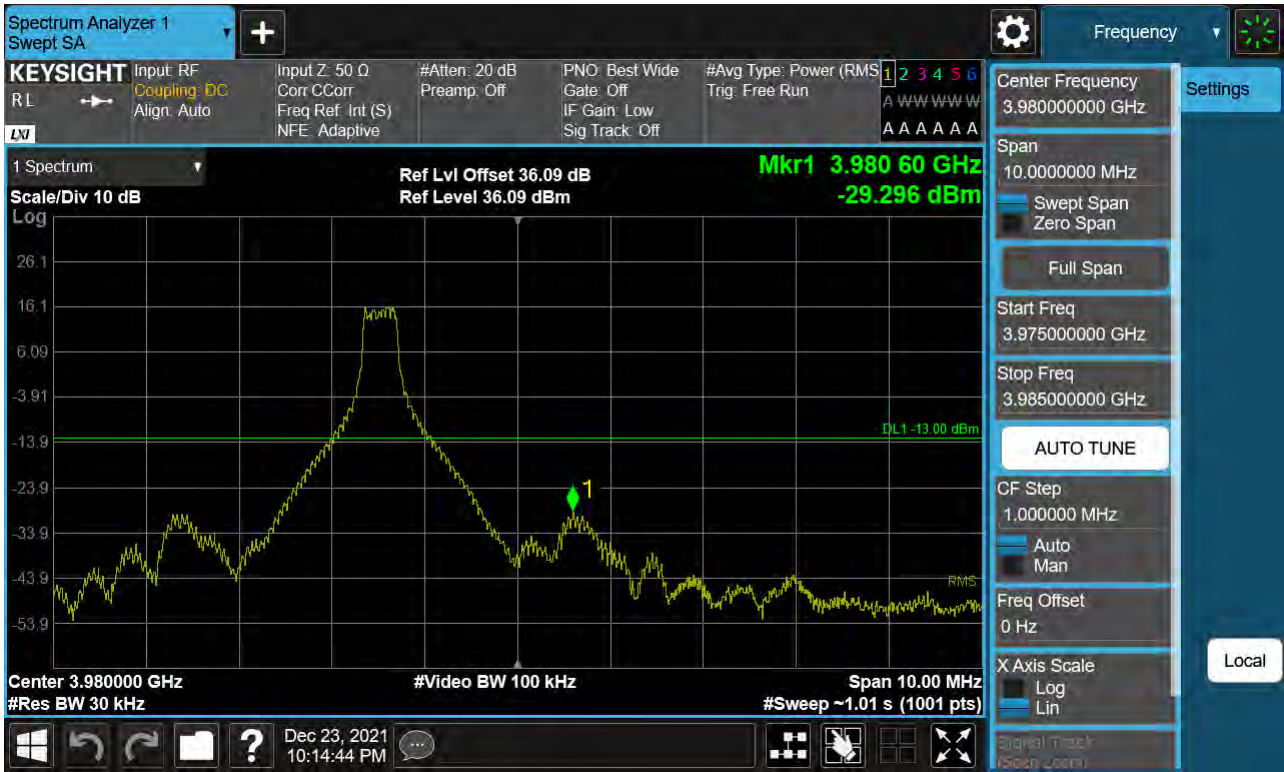 Spectrum Analyzer 1
Swept SA
+
Frequency
KEYSIGHT
RL
LXI
Input: RF
Coupling: DC
Align: Auto
Input Z: 50 Ω
Corr CCorr
Freq Ref: Int (S)
NFE: Adaptive
#Atten: 20 dB
Preamp: Off
PNO: Best Wide
Gate: Off
IF Gain: Low
Sig Track: Off
#Avg Type: Power (RMS
Trig: Free Run
1 2 3 4 5 6
A W W W W W
A A A A A A
1 Spectrum
Scale/Div 10 dB
Log
Ref Lvl Offset 36.09 dB
Ref Level 36.09 dBm
Mkr1 3.980 60 GHz
-29.296 dBm
26.1
16.1
6.09
-3.91
-13.9
-23.9
-33.9
-43.9
-53.9
DL1 -13.00 dBm
1
RMS
Center 3.980000 GHz
#Res BW 30 kHz
#Video BW 100 kHz
Span 10.00 MHz
#Sweep ~1.01 s (1001 pts)
Center Frequency
3.980000000 GHz
Span
10.0000000 MHz
Swept Span
Zero Span
Full Span
Start Freq
3.975000000 GHz
Stop Freq
3.985000000 GHz
AUTO TUNE
CF Step
1.000000 MHz
Auto
Man
Freq Offset
0 Hz
X Axis Scale
Log
Lin
Signal Track
(Span Zoom)
Settings
Local
?
Dec 23, 2021
10:14:44 PM